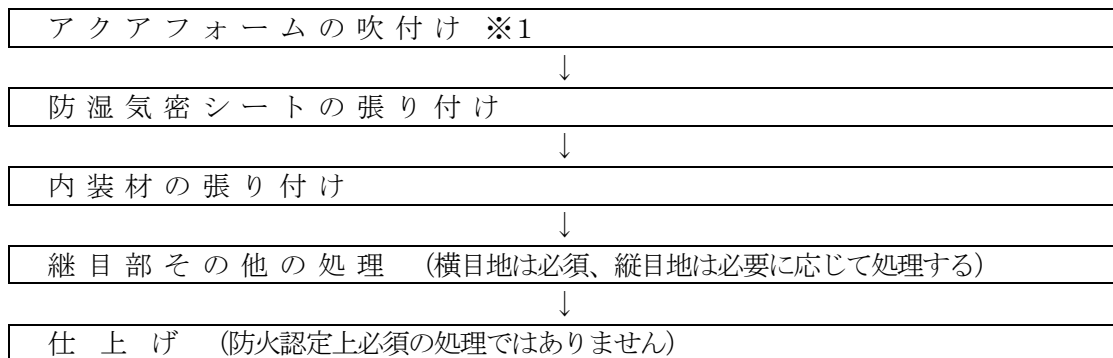 アクアフォームの吹付け ※1
↓
防湿気密シートの張り付け
↓
内装材の張り付け
↓
継目部その他の処理 (横目地は必須、縦目地は必要に応じて処理する)
↓
仕上げ (防火認定上必須の処理ではありません)